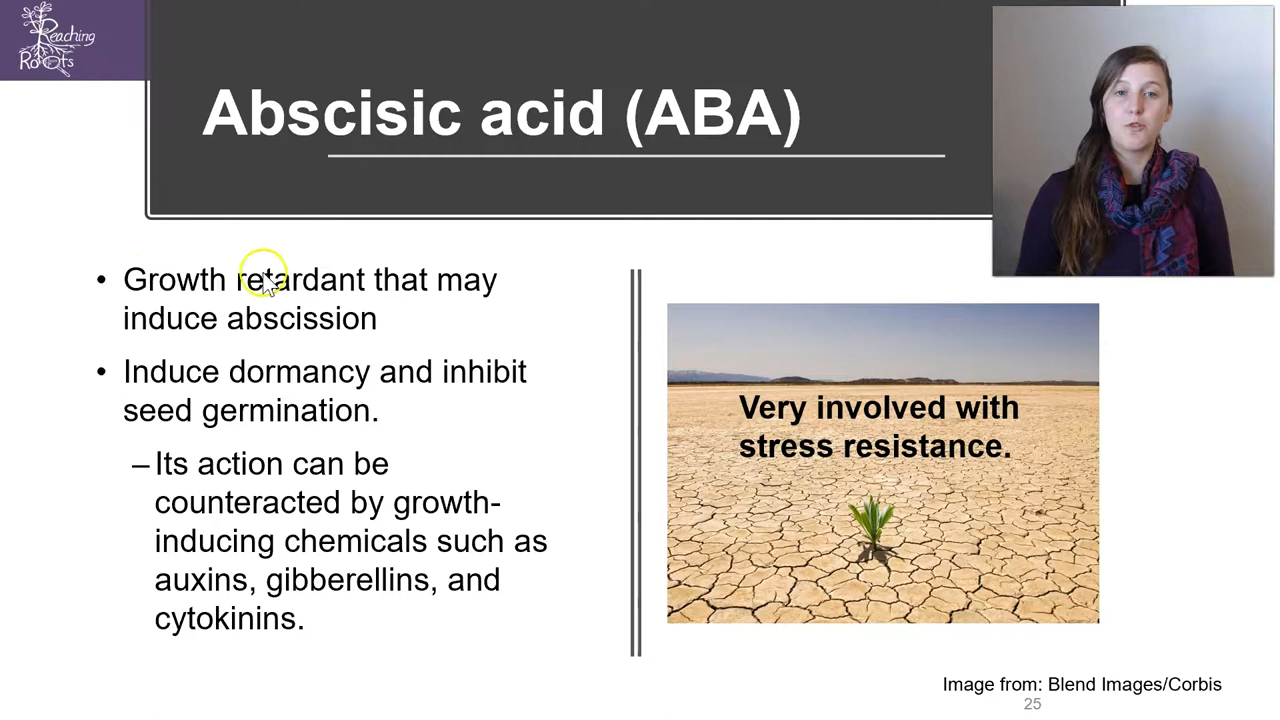 Reaching
Roots
Abscisic acid (ABA)
• Growth retardant that may
induce abscission
• Induce dormancy and inhibit
seed germination.
– Its action can be
counteracted by growth-
inducing chemicals such as
auxins, gibberellins, and
cytokinins.
Very involved with
stress resistance.
Image from: Blend Images/Corbis
25